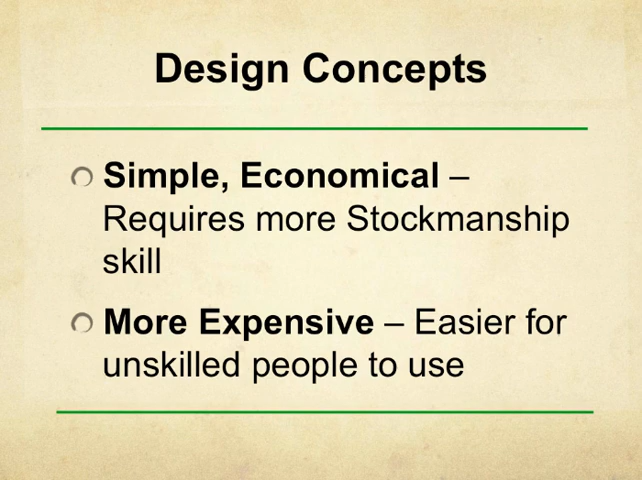 Design Concepts
Simple, Economical –
Requires more Stockmanship
skill
More Expensive – Easier for
unskilled people to use